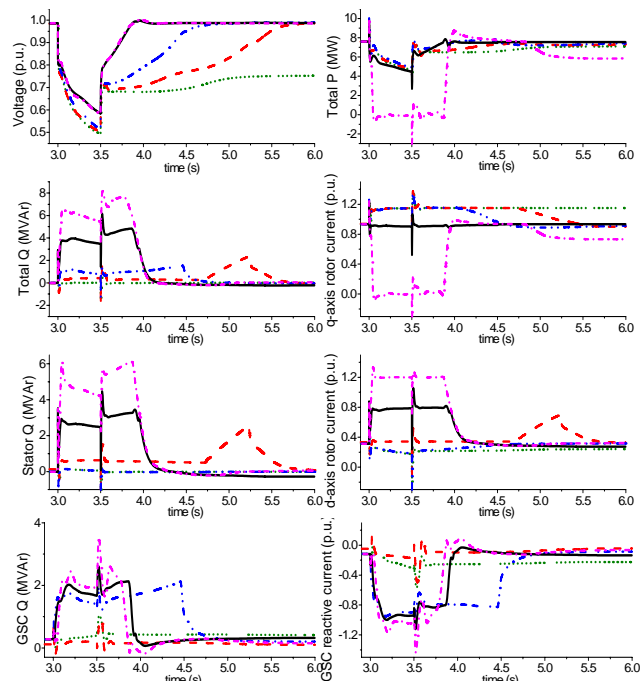 Voltage (p.u.)
1.0
0.9
0.8
0.7
0.6
0.5
3.0 3.5 4.0 4.5 5.0 5.5 6.0
time (s)
Total P (MW)
10
8
6
4
2
0
-2
3.0 3.5 4.0 4.5 5.0 5.5 6.0
time (s)
Total Q (MVAr)
8
6
4
2
0
-2
3.0 3.5 4.0 4.5 5.0 5.5 6.0
time (s)
q-axis rotor current (p.u.)
1.2
0.8
0.4
0.0
3.0 3.5 4.0 4.5 5.0 5.5 6.0
time (s)
Stator Q (MVAr)
6
4
2
0
3.0 3.5 4.0 4.5 5.0 5.5 6.0
time (s)
d-axis rotor current (p.u.)
1.2
0.8
0.4
0.0
3.0 3.5 4.0 4.5 5.0 5.5 6.0
time (s)
GSC Q (MVAr)
4
2
0
3.0 3.5 4.0 4.5 5.0 5.5 6.0
time (s)
GSC reactive current (p.u.)
0.0
-0.4
-0.8
-1.2
3.0 3.5 4.0 4.5 5.0 5.5 6.0
time (s)